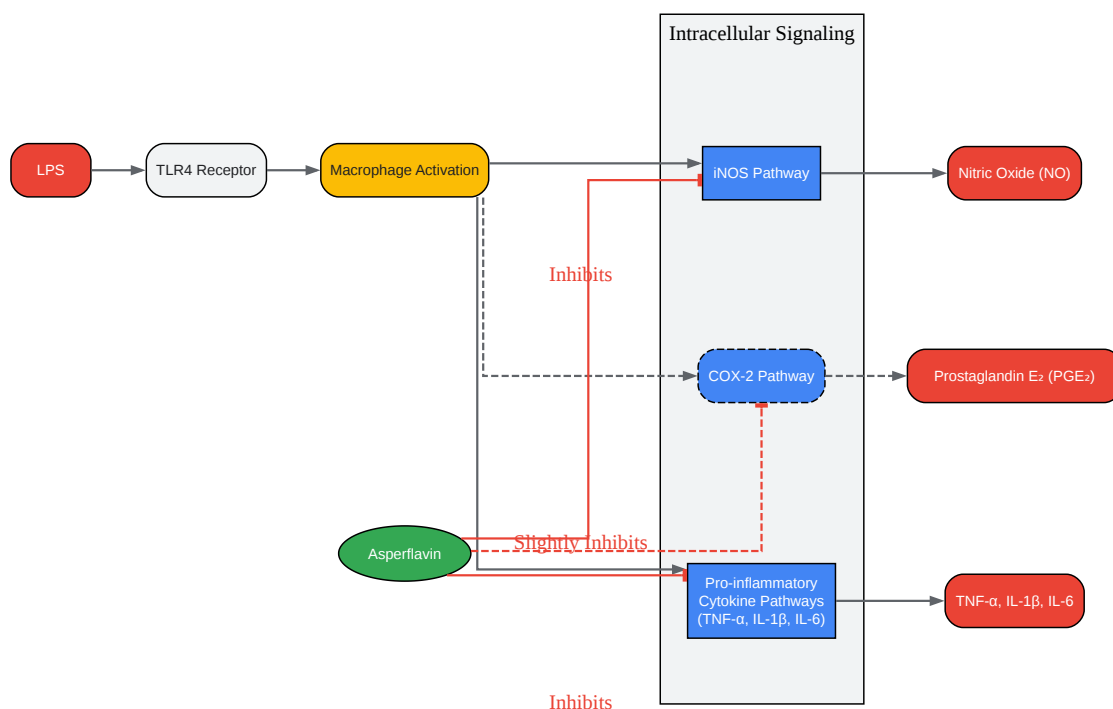 Intracellular Signaling
LPS
TLR4 Receptor
Macrophage Activation
iNOS Pathway
Nitric Oxide (NO)
Inhibits
COX-2 Pathway
Prostaglandin E₂ (PGE₂)
Slightly Inhibits
Asperflavin
Pro-inflammatory
Cytokine Pathways
(TNF-α, IL-1β, IL-6)
TNF-α, IL-1β, IL-6
Inhibits